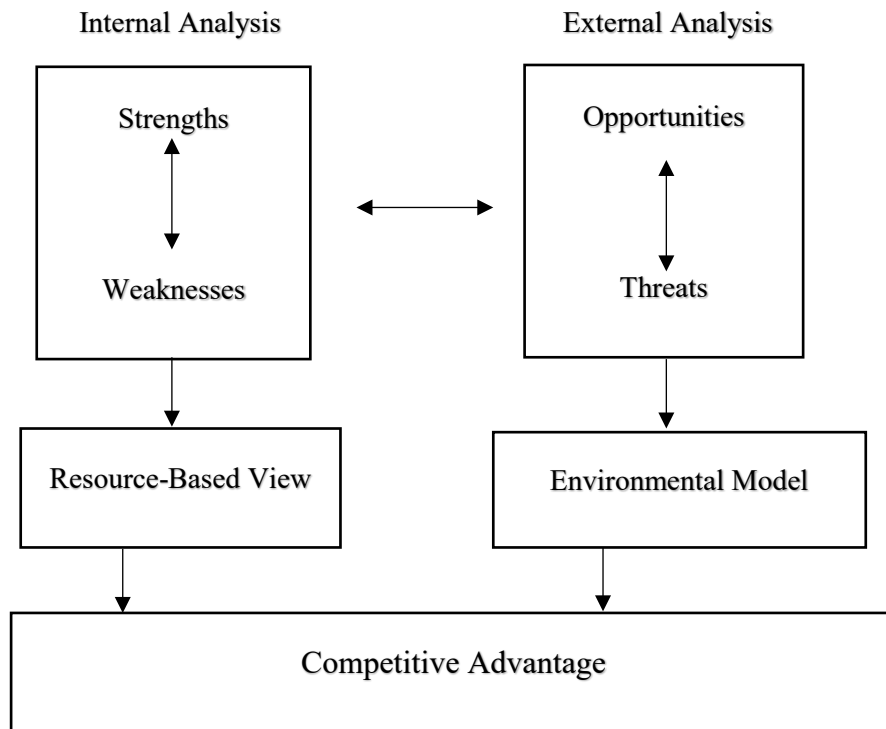 Internal Analysis
External Analysis
Strengths
Weaknesses
Opportunities
Threats
Resource-Based View
Environmental Model
Competitive Advantage